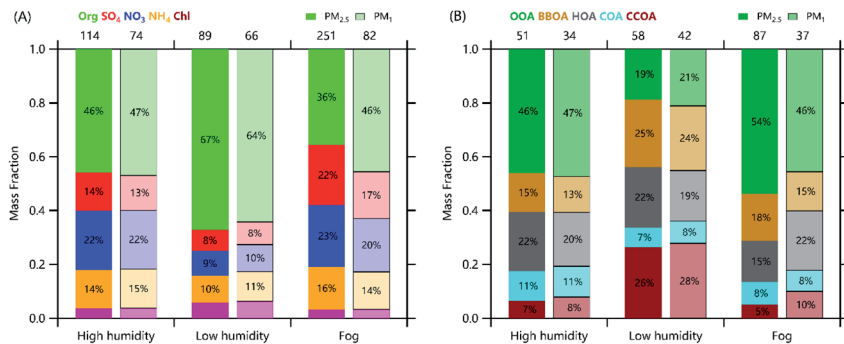 (A) Org SO4 NO3 NH4 Chl PM2.5 PM1
114 74 89 66 251 82
Mass Fraction
1.0
0.8
0.6
0.4
0.2
0.0
46% 47% 67% 64% 36% 46%
14% 13% 8% 8% 22% 17%
22% 22% 9% 10% 23% 20%
14% 15% 10% 11% 16% 14%
High humidity Low humidity Fog
(B) OOA BBOA HOA COA CCOA PM2.5 PM1
51 34 58 42 87 37
Mass Fraction
1.0
0.8
0.6
0.4
0.2
0.0
46% 47% 19% 21% 54% 46%
15% 13% 25% 24% 18% 15%
22% 20% 22% 19% 15% 22%
11% 11% 7% 8% 8% 8%
7% 8% 26% 28% 5% 10%
High humidity Low humidity Fog